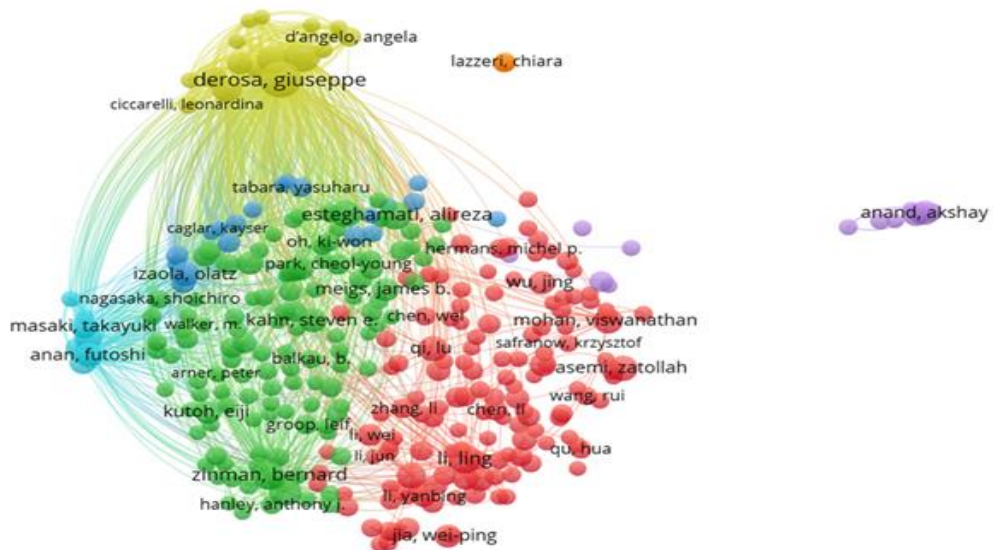 d'angelo, angela
lazzeri, chiara
derosa, giuseppe
ciccarelli, leonardina
tabara, yasuharu
esteghamati, alireza
anand, akshay
caglar, kayser
oh, ki-won
hermans, michel p.
izaola, olatz
park, cheol-young
wu, jing
nagasaka, shoichiro
meigs, james b.
masaki, takayuki
walker, m.
kahn, steven e.
chen, wei
mohan, viswanathan
anan, futoshi
balkau, b.
qi, lu
safranow, krzysztof
arner, peter
asemi, zatollah
kutoh, eiji
groop, leif
zhang, li
chen, li
wang, rui
li, wei
li, jun
li, ling
qu, hua
zinman, bernard
hanley, anthony j.
li, yanbing
jia, wei-ping